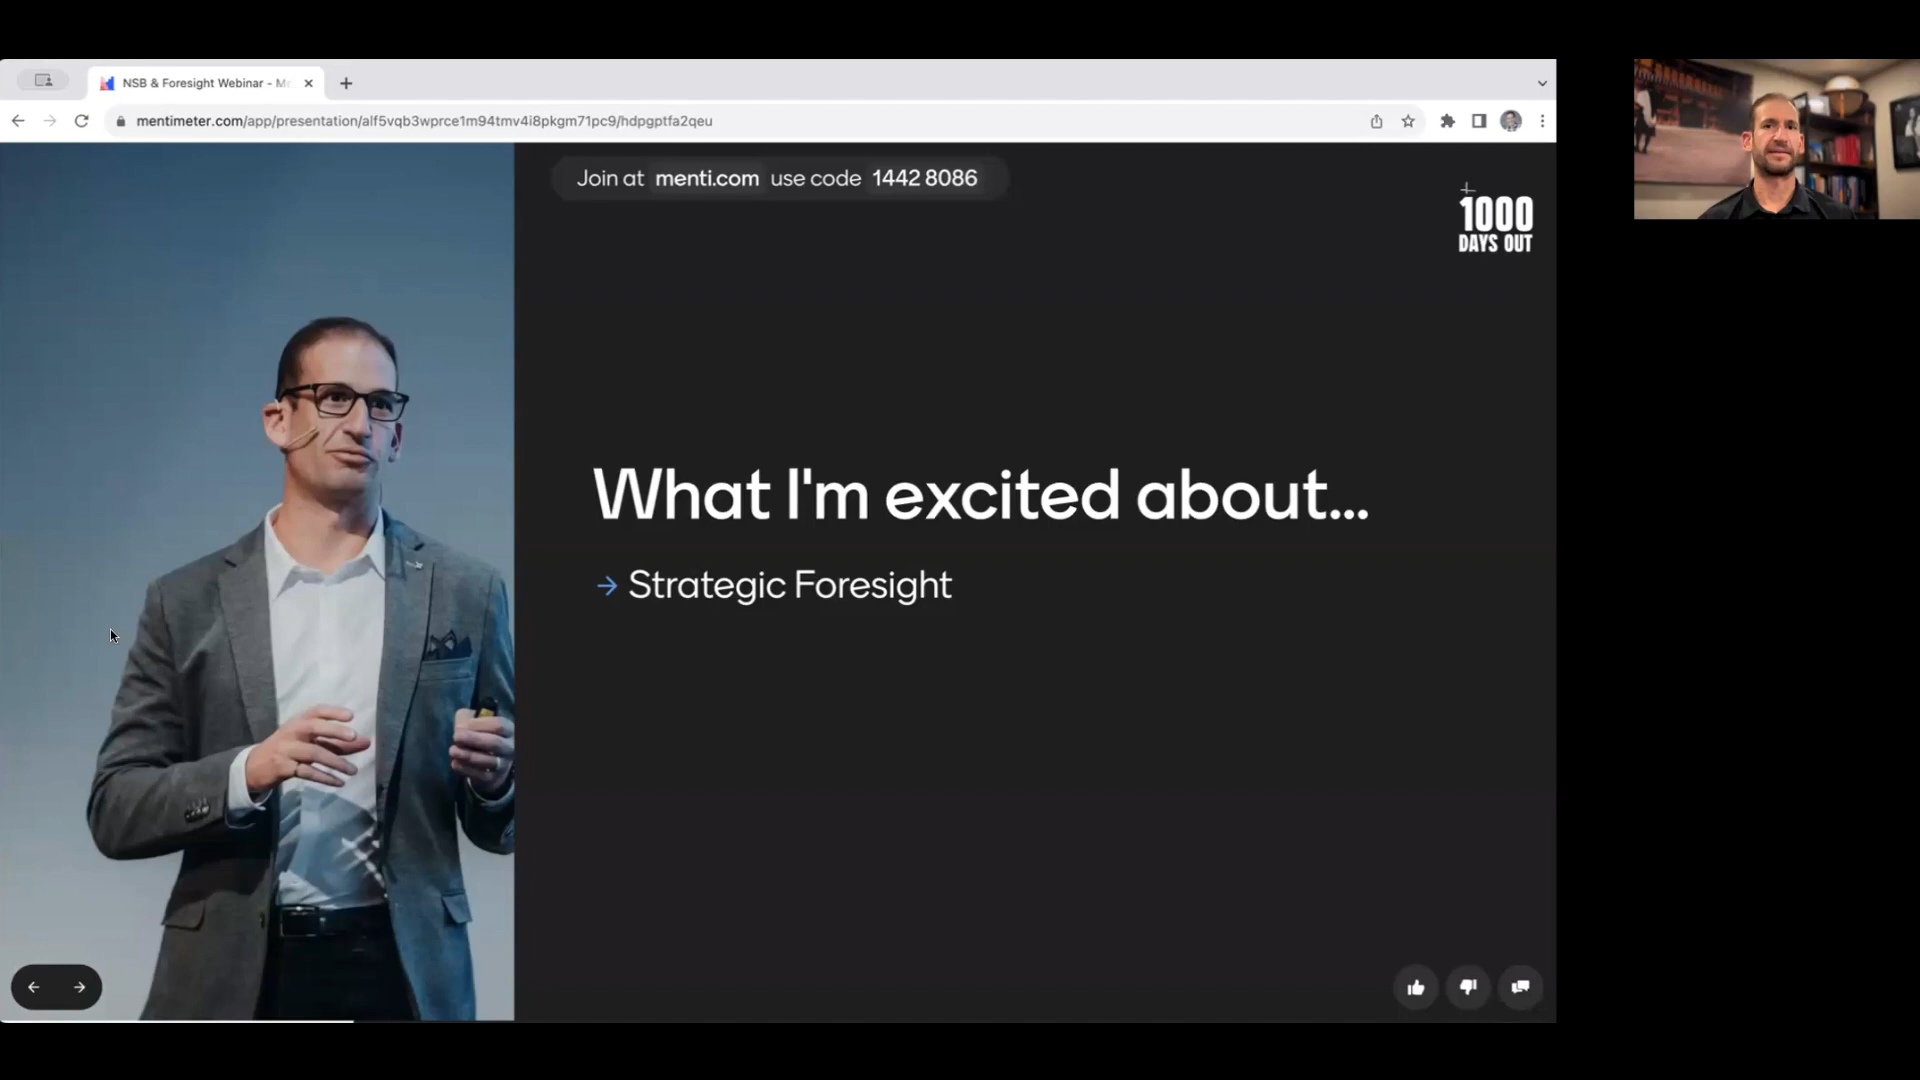 NSB & Foresight Webinar - Me
mentimeter.com/app/presentation/alf5vqb3wprce1m94tmv4i8pkgm71pc9/hdpgptfa2qeu
Join at menti.com use code 1442 8086
1000
DAYS OUT
What I'm excited about...
Strategic Foresight